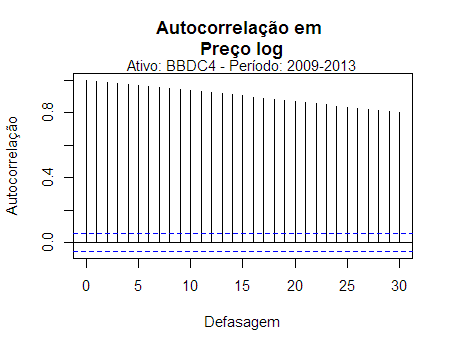 Autocorrelação em
Preço log
Ativo: BBDC4 - Período: 2009-2013
Autocorrelação
0.8
0.4
0.0
0 5 10 15 20 25 30
Defasagem